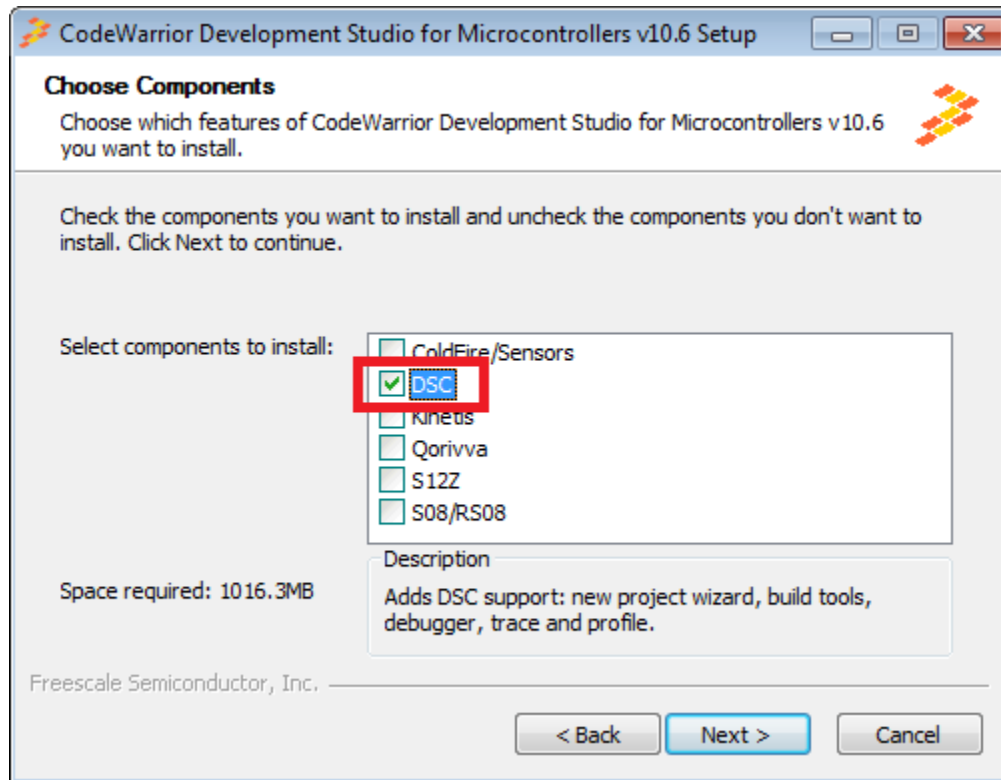 CodeWarrior Development Studio for Microcontrollers v10.6 Setup
Choose Components
Choose which features of CodeWarrior Development Studio for Microcontrollers v10.6
you want to install.
Check the components you want to install and uncheck the components you don't want to
install. Click Next to continue.
Select components to install:
ColdFire/Sensors
DSC
Kinetis
Qorivva
S12Z
S08/RS08
Space required: 1016.3MB
Description
Adds DSC support: new project wizard, build tools,
debugger, trace and profile.
Freescale Semiconductor, Inc.
< Back
Next >
Cancel